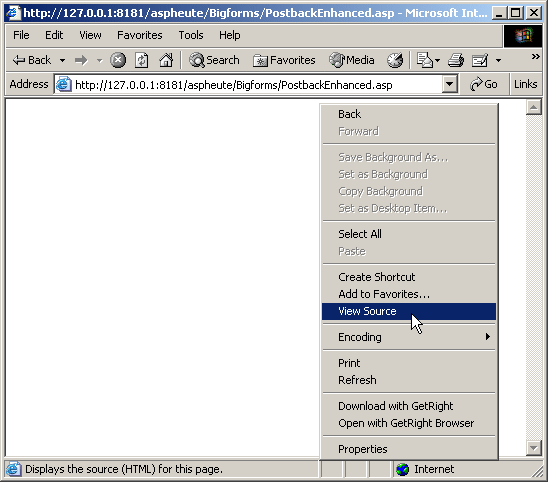 http://127.0.0.1:8181/aspheute/Bigforms/PostbackEnhanced.asp - Microsoft Int...
File Edit View Favorites Tools Help
Back Search Favorites Media »
Address http://127.0.0.1:8181/aspheute/Bigforms/PostbackEnhanced.asp Go Links »
Back
Forward
Save Background As...
Set as Background
Copy Background
Set as Desktop Item...
Select All
Paste
Create Shortcut
Add to Favorites...
View Source
Encoding
Print
Refresh
Download with GetRight
Open with GetRight Browser
Properties
Displays the source (HTML) for this page. Internet